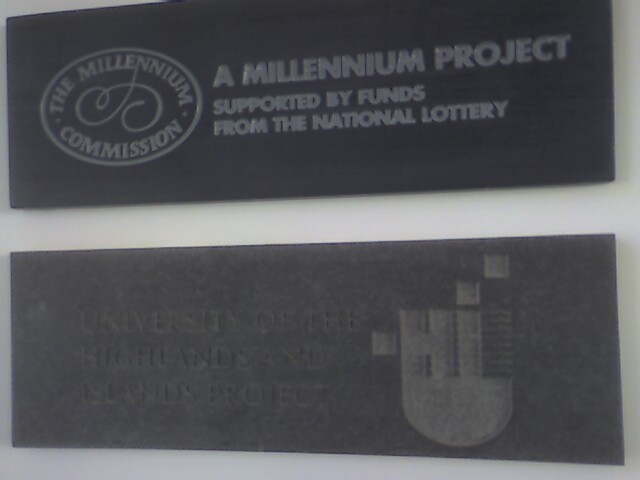 THE MILLENNIUM COMMISSION
A MILLENNIUM PROJECT
SUPPORTED BY FUNDS
FROM THE NATIONAL LOTTERY
UNIVERSITY OF THE
HIGHLANDS AND
ISLANDS PROJECT